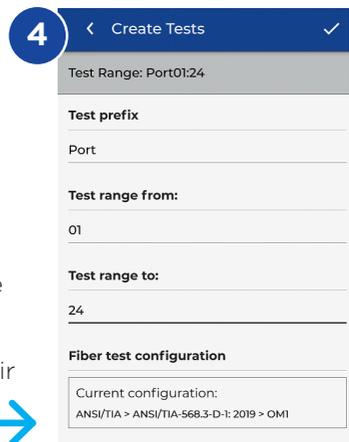 4
Create Tests
Test Range: Port01:24
Test prefix
Port
Test range from:
01
Test range to:
24
Fiber test configuration
Current configuration:
ANSI/TIA > ANSI/TIA-568.3-D-1: 2019 > OM1